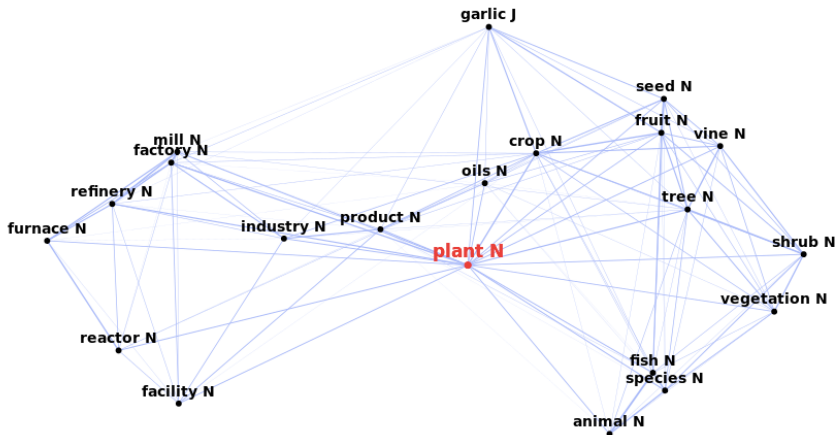 garlic J
seed N
fruit N
vine N
mill N
factory N
crop N
oils N
refinery N
tree N
product N
industry N
furnace N
shrub N
plant N
vegetation N
reactor N
fish N
species N
facility N
animal N